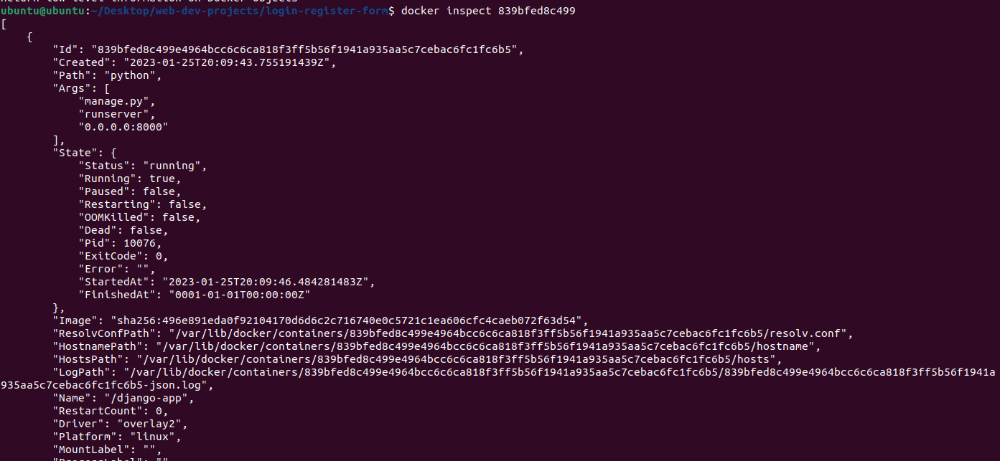 Return low-level information on Docker objects
ubuntu@ubuntu:~/Desktop/web-dev-projects/login-register-form$ docker inspect 839bfed8c499
[
    {
        "Id": "839bfed8c499e4964bcc6c6ca818f3ff5b56f1941a935aa5c7cebac6fc1fc6b5",
        "Created": "2023-01-25T20:09:43.755191439Z",
        "Path": "python",
        "Args": [
            "manage.py",
            "runserver",
            "0.0.0.0:8000"
        ],
        "State": {
            "Status": "running",
            "Running": true,
            "Paused": false,
            "Restarting": false,
            "OOMKilled": false,
            "Dead": false,
            "Pid": 10076,
            "ExitCode": 0,
            "Error": "",
            "StartedAt": "2023-01-25T20:09:46.484281483Z",
            "FinishedAt": "0001-01-01T00:00:00Z"
        },
        "Image": "sha256:496e891eda0f92104170d6d6c2c716740e0c5721c1ea606cfc4caeb072f63d54",
        "ResolvConfPath": "/var/lib/docker/containers/839bfed8c499e4964bcc6c6ca818f3ff5b56f1941a935aa5c7cebac6fc1fc6b5/resolv.conf",
        "HostnamePath": "/var/lib/docker/containers/839bfed8c499e4964bcc6c6ca818f3ff5b56f1941a935aa5c7cebac6fc1fc6b5/hostname",
        "HostsPath": "/var/lib/docker/containers/839bfed8c499e4964bcc6c6ca818f3ff5b56f1941a935aa5c7cebac6fc1fc6b5/hosts",
        "LogPath": "/var/lib/docker/containers/839bfed8c499e4964bcc6c6ca818f3ff5b56f1941a935aa5c7cebac6fc1fc6b5/839bfed8c499e4964bcc6c6ca818f3ff5b56f1941a
935aa5c7cebac6fc1fc6b5-json.log",
        "Name": "/django-app",
        "RestartCount": 0,
        "Driver": "overlay2",
        "Platform": "linux",
        "MountLabel": "",
        "ProcessLabel": ""